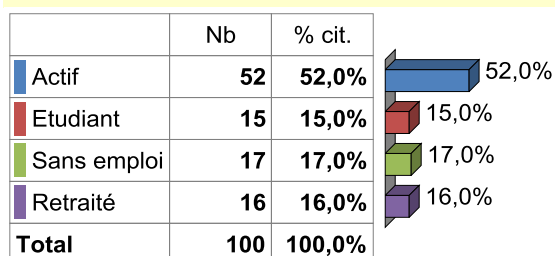 Nb % cit.
Actif 52 52,0% 52,0%
Etudiant 15 15,0% 15,0%
Sans emploi 17 17,0% 17,0%
Retraité 16 16,0% 16,0%
Total 100 100,0%